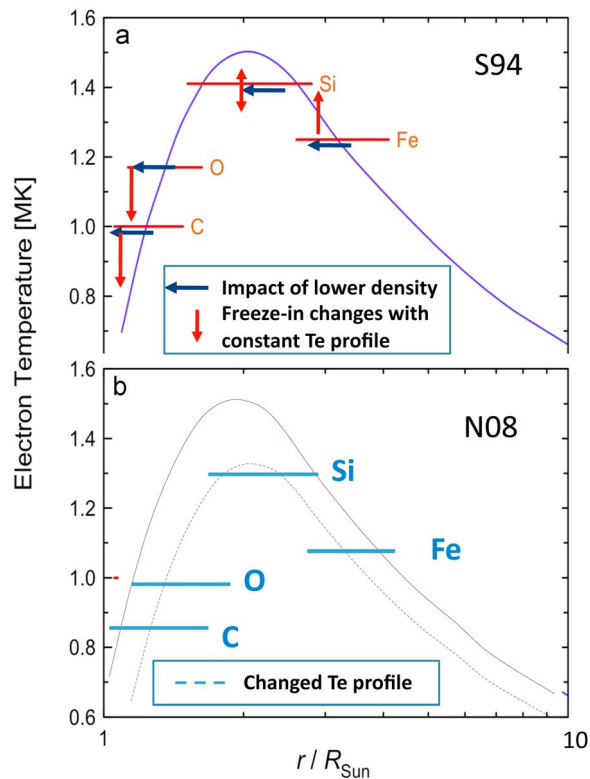 1.6
a
S94
Si
1.4
Fe
1.2
O
C
1.0
0.8
Impact of lower density
Freeze-in changes with
constant Te profile
Electron Temperature [MK]
1.6
b
N08
1.4
Si
1.2
Fe
1.0
O
C
0.8
Changed Te profile
0.6
1
10
r / RSun